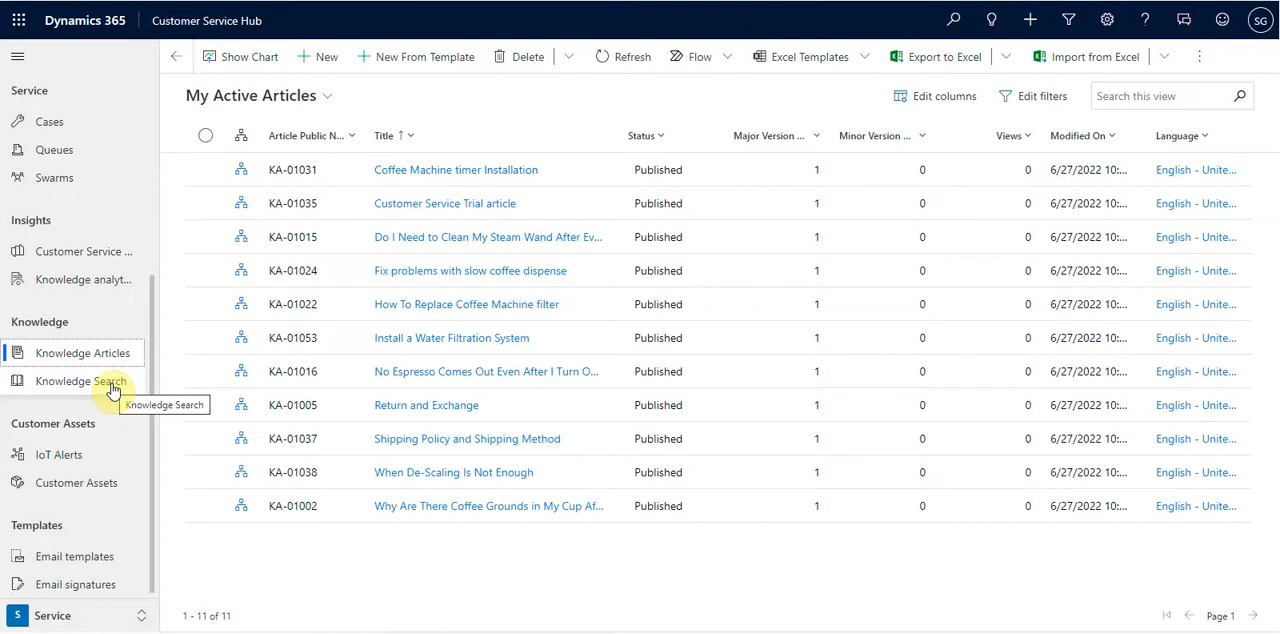 Dynamics 365 Customer Service Hub SG
Show Chart New New From Template Delete Refresh Flow Excel Templates Export to Excel Import from Excel
Service
Cases
Queues
Swarms
Insights
Customer Service ...
Knowledge analyt...
Knowledge
Knowledge Articles
Knowledge Search
Knowledge Search
Customer Assets
IoT Alerts
Customer Assets
Templates
Email templates
Email signatures
S Service
My Active Articles Edit columns Edit filters Search this view
Article Public N... Title Status Major Version ... Minor Version ... Views Modified On Language
KA-01031 Coffee Machine timer Installation Published 1 0 0 6/27/2022 10:... English - Unite...
KA-01035 Customer Service Trial article Published 1 0 0 6/27/2022 10:... English - Unite...
KA-01015 Do I Need to Clean My Steam Wand After Ev... Published 1 0 0 6/27/2022 10:... English - Unite...
KA-01024 Fix problems with slow coffee dispense Published 1 0 0 6/27/2022 10:... English - Unite...
KA-01022 How To Replace Coffee Machine filter Published 1 0 0 6/27/2022 10:... English - Unite...
KA-01053 Install a Water Filtration System Published 1 0 0 6/27/2022 10:... English - Unite...
KA-01016 No Espresso Comes Out Even After I Turn O... Published 1 0 0 6/27/2022 10:... English - Unite...
KA-01005 Return and Exchange Published 1 0 0 6/27/2022 10:... English - Unite...
KA-01037 Shipping Policy and Shipping Method Published 1 0 0 6/27/2022 10:... English - Unite...
KA-01038 When De-Scaling Is Not Enough Published 1 0 0 6/27/2022 10:... English - Unite...
KA-01002 Why Are There Coffee Grounds in My Cup Af... Published 1 0 0 6/27/2022 10:... English - Unite...
1 - 11 of 11 Page 1